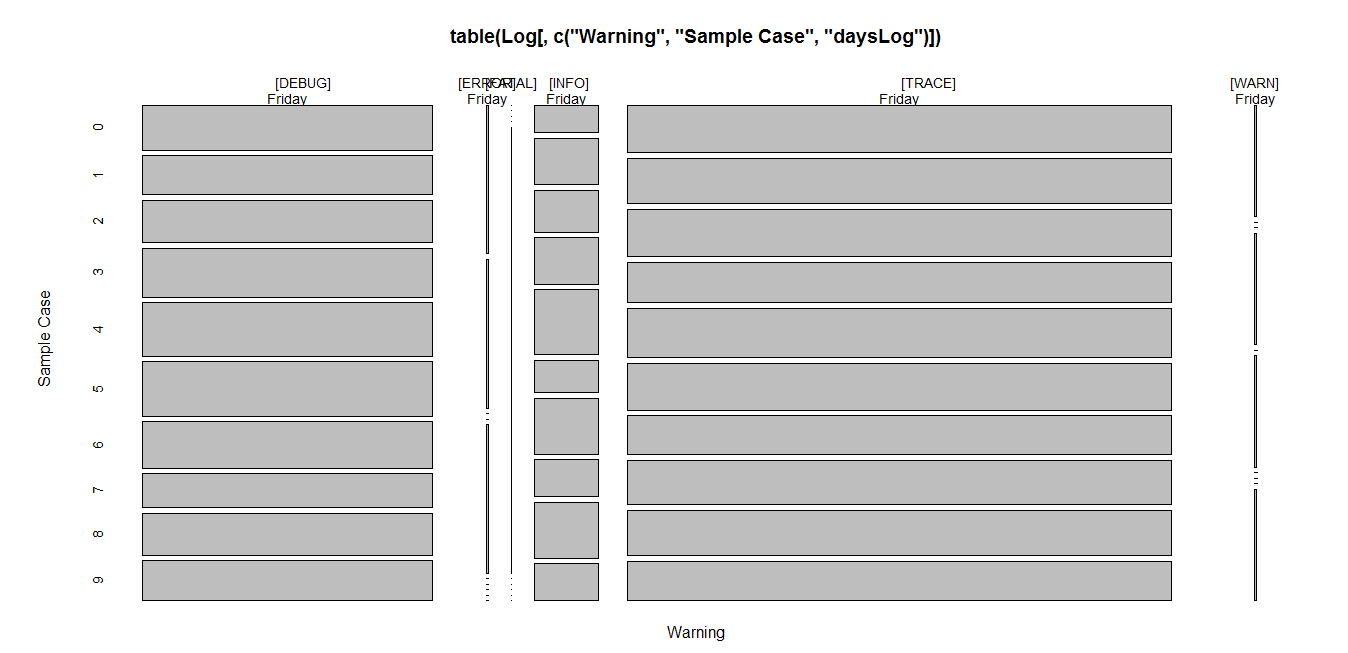 table(Log[, c("Warning", "Sample Case", "daysLog")])
[DEBUG] [ERROR] [INFO] [TRACE] [WARN]
Friday Friday Friday Friday Friday
0
1
2
3
4
5
6
7
8
9
Sample Case
Warning